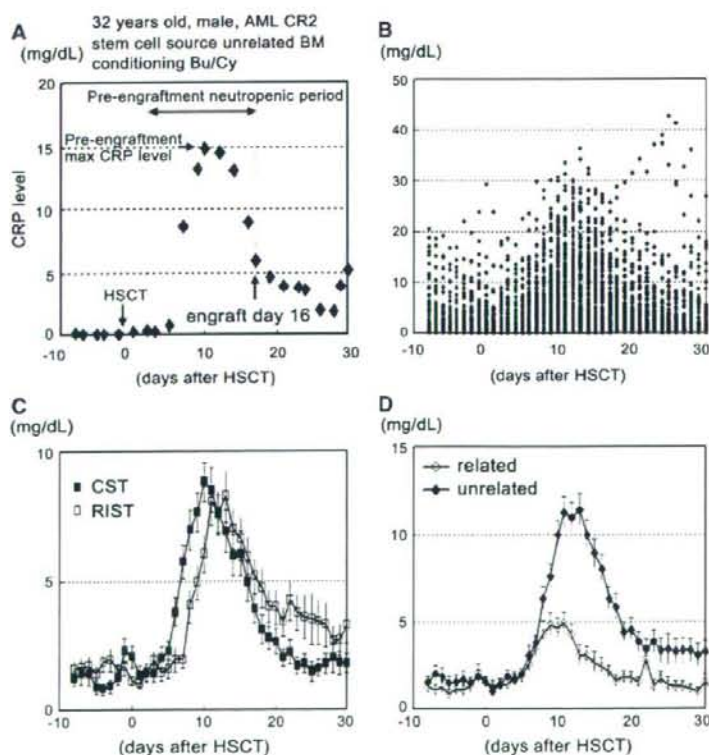 A
32 years old, male, AML CR2
stem cell source unrelated BM
conditioning Bu/Cy
(mg/dL)
20
15
10
5
0
CRP level
Pre-engraftment neutropenic period
Pre-engraftment
max CRP level
HSCT
engraft day 16
-10 0 10 20 30
(days after HSCT)
B
(mg/dL)
50
40
30
20
10
0
-10 0 10 20 30
(days after HSCT)
C
(mg/dL)
10
5
0
CST
RIST
-10 0 10 20 30
(days after HSCT)
D
(mg/dL)
15
10
5
0
related
unrelated
-10 0 10 20 30
(days after HSCT)